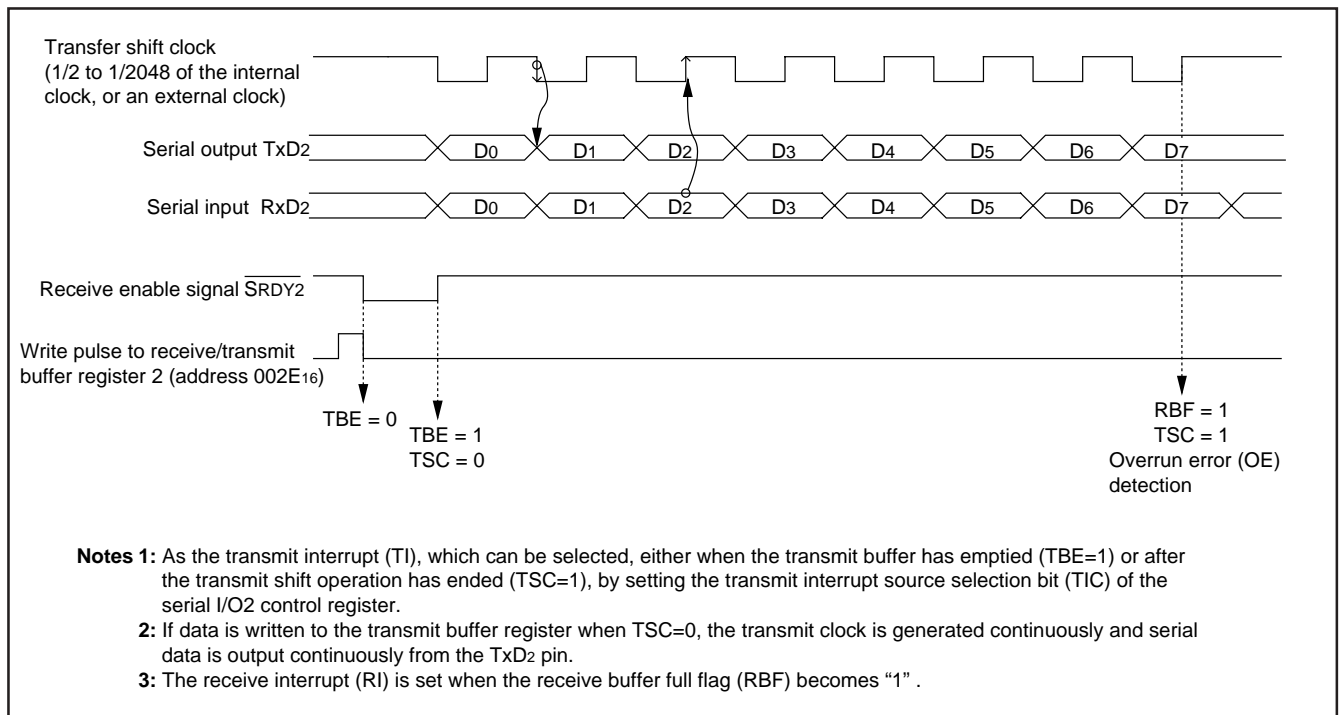 Transfer shift clock
(1/2 to 1/2048 of the internal
clock, or an external clock)
Serial output TxD2
D0 D1 D2 D3 D4 D5 D6 D7
Serial input RxD2
D0 D1 D2 D3 D4 D5 D6 D7
Receive enable signal SRDY2
Write pulse to receive/transmit
buffer register 2 (address 002E16)
TBE = 0
TBE = 1
TSC = 0
RBF = 1
TSC = 1
Overrun error (OE)
detection
Notes 1: As the transmit interrupt (TI), which can be selected, either when the transmit buffer has emptied (TBE=1) or after
the transmit shift operation has ended (TSC=1), by setting the transmit interrupt source selection bit (TIC) of the
serial I/O2 control register.
2: If data is written to the transmit buffer register when TSC=0, the transmit clock is generated continuously and serial
data is output continuously from the TxD2 pin.
3: The receive interrupt (RI) is set when the receive buffer full flag (RBF) becomes “1” .